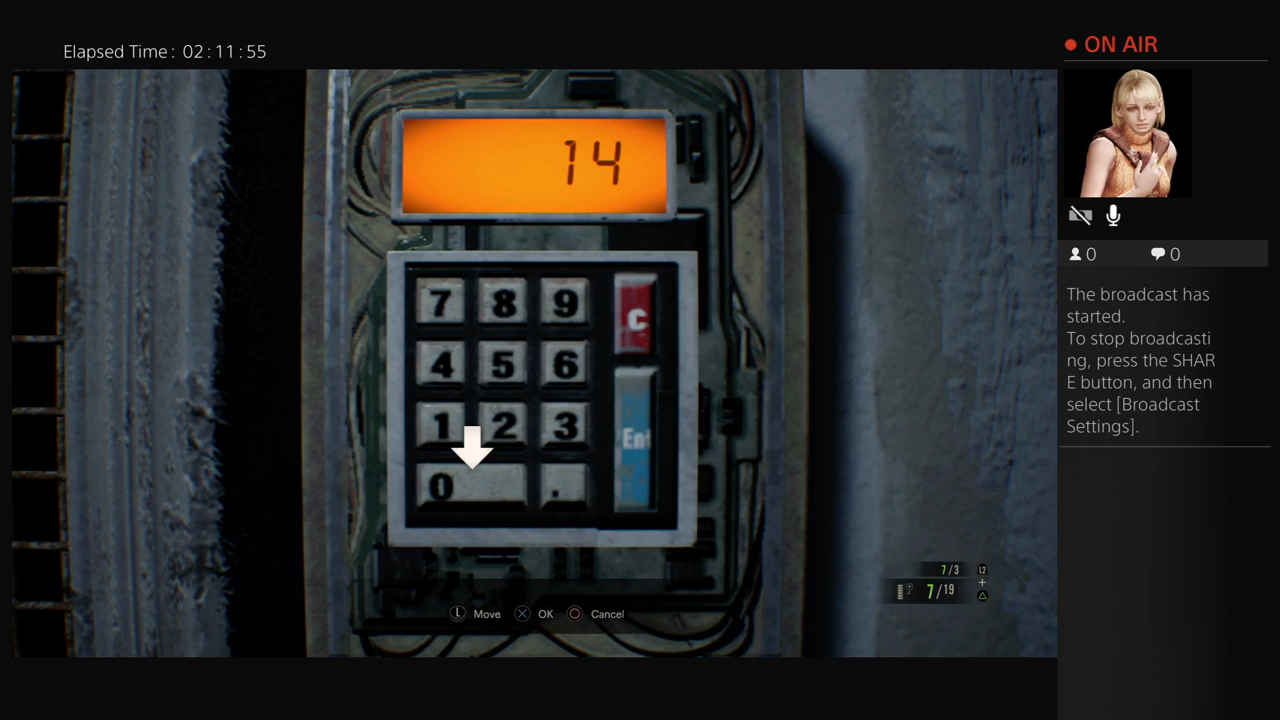 Elapsed Time: 02:11:55
ON AIR
14
7 8 9 C
4 5 6
1 2 3 Ent
0 .
0 0
The broadcast has
started.
To stop broadcasti
ng, press the SHAR
E button, and then
select [Broadcast
Settings].
7/3 L2
+
7/19
L Move OK Cancel